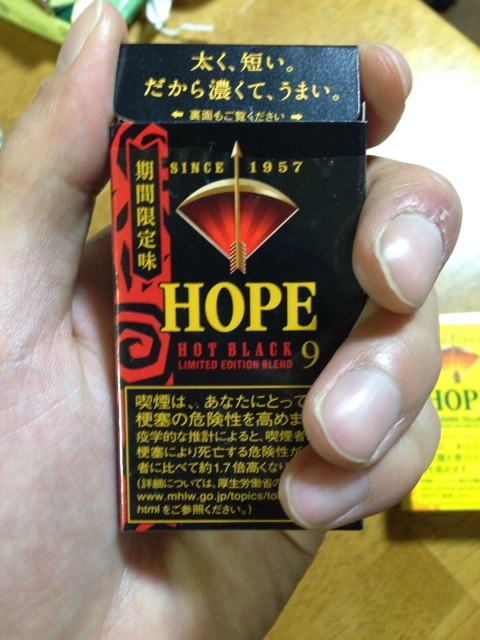 太く、短い。
だから濃くて、うまい。
裏面もご覧ください
期間限定味
SINCE 1957
HOPE
HOT BLACK 9
LIMITED EDITION BLEND
喫煙は、あなたにとって
梗塞の危険性を高めま
疫学的な推計によると、喫煙者
梗塞により死亡する危険性が
者に比べて約1.7倍高くな
(詳細については、厚生労働省の
www.mhlw.go.jp/topics/to
htmlをご参照ください。)
HOP